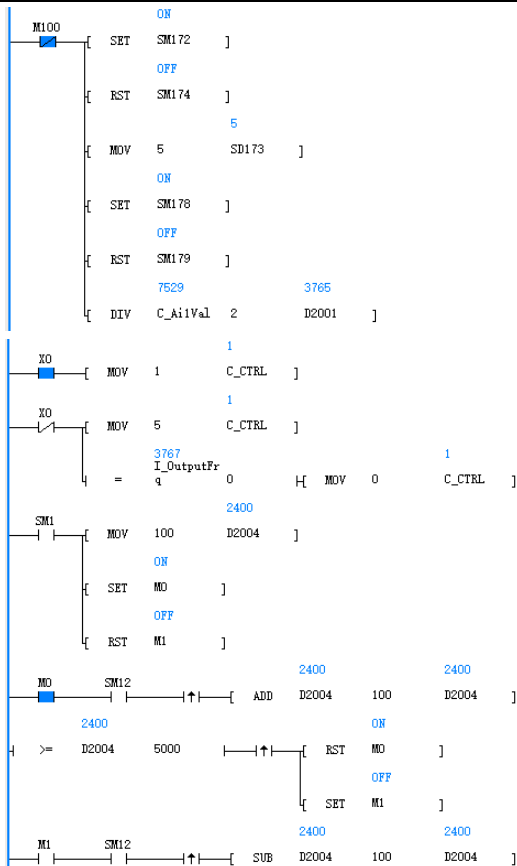 ON
M100
[ SET SM172 ]
OFF
[ RST SM174 ]
5
[ MOV 5 SD173 ]
ON
[ SET SM178 ]
OFF
[ RST SM179 ]
7529 3765
[ DIV C_Ai1Val 2 D2001 ]
1
X0
[ MOV 1 C_CTRL ]
1
X0
[ MOV 5 C_CTRL ]
3767 1
I_OutputFr
[ = q 0 ] [ MOV 0 C_CTRL ]
2400
SM1
[ MOV 100 D2004 ]
ON
[ SET M0 ]
OFF
[ RST M1 ]
2400 2400
M0 SM12
[ ADD D2004 100 D2004 ]
2400 ON
>= D2004 5000 [ RST M0 ]
OFF
[ SET M1 ]
2400 2400
M1 SM12
[ SUB D2004 100 D2004 ]